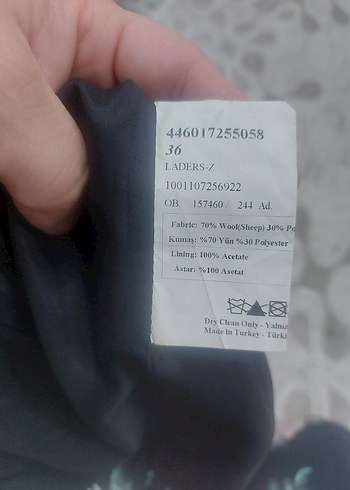 446017255058
36
LADERS-Z
1001107256922
OB 157460 / 244 Ad.
Fabric: 70% Wool(Sheep) 30% Po
Kumaş: %70 Yün %30 Polyester
Lining: 100% Acetate
Astar: %100 Asetat
Dry Clean Only - Yalnız
Made in Turkey - Türki